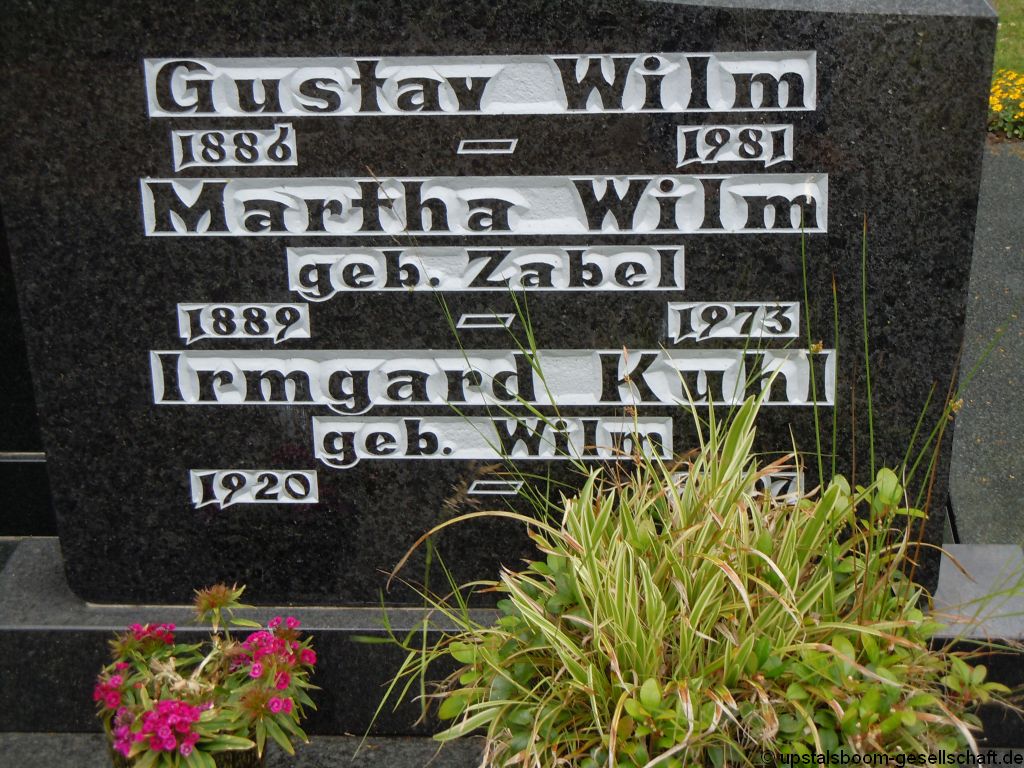 Gustav Wilm
1886 – 1981
Martha Wilm
geb. Zabel
1889 – 1973
Irmgard Kuhl
geb. Wilm
1920 –
© upstalsboom-gesellschaft.de